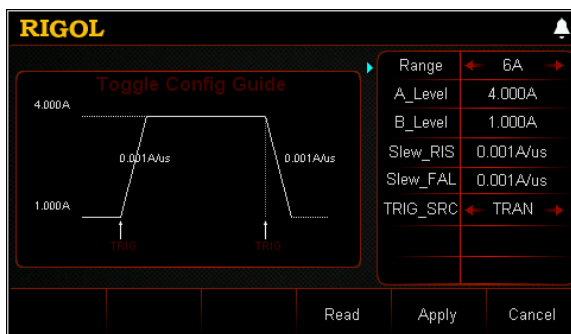 RIGOL
Toggle Config Guide
4.000A
0.001A/us
0.001A/us
1.000A
TRIG
TRIG
Range 6A
A_Level 4.000A
B_Level 1.000A
Slew_RIS 0.001A/us
Slew_FAL 0.001A/us
TRIG_SRC TRAN
Read Apply Cancel